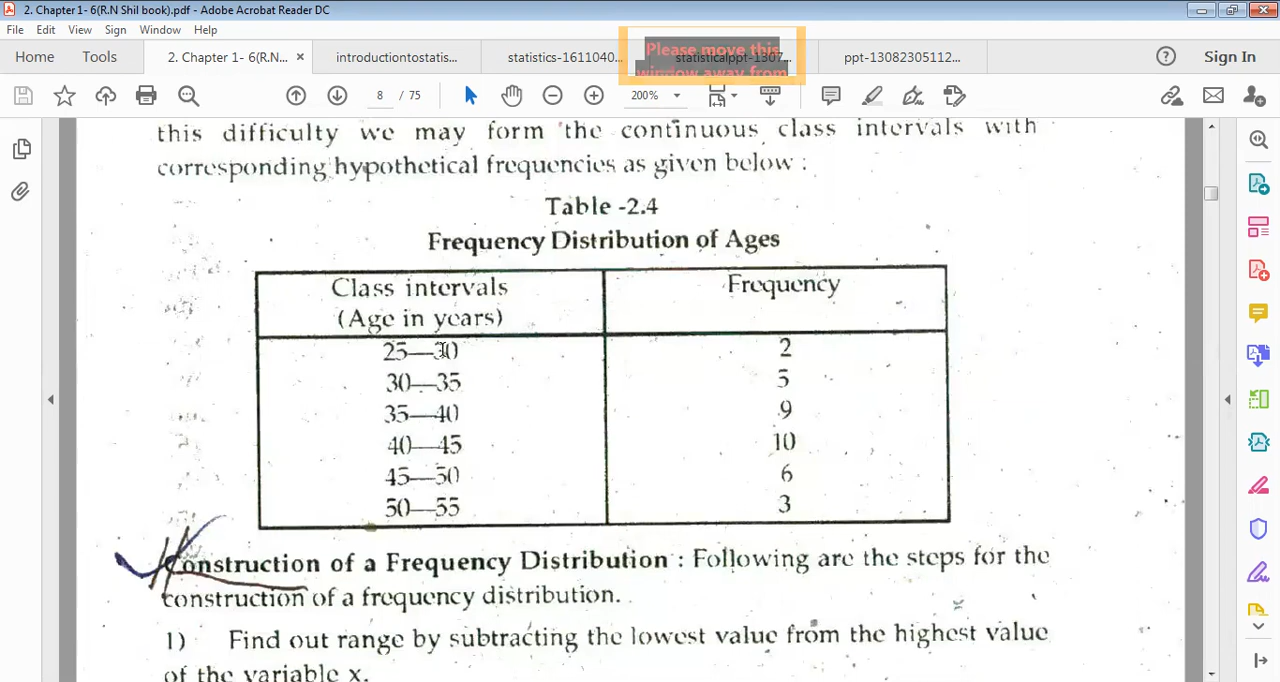 2. Chapter 1- 6(R.N Shil book).pdf - Adobe Acrobat Reader DC
File Edit View Sign Window Help
Home Tools 2. Chapter 1- 6(R.N... × introductiontostatis... statistics-1611040... statisticalppt-1307... ppt-13082305112... Sign In
Please move this
window away from
8 / 75 200%
this difficulty we may form the continuous class intervals with
corresponding hypothetical frequencies as given below :
Table -2.4
Frequency Distribution of Ages
Class intervals Frequency
(Age in years)
25—30 2
30—35 5
35—40 9
40—45 10
45—50 6
50—55 3
Construction of a Frequency Distribution : Following are the steps for the
construction of a frequency distribution.
1) Find out range by subtracting the lowest value from the highest value
of the variable x.